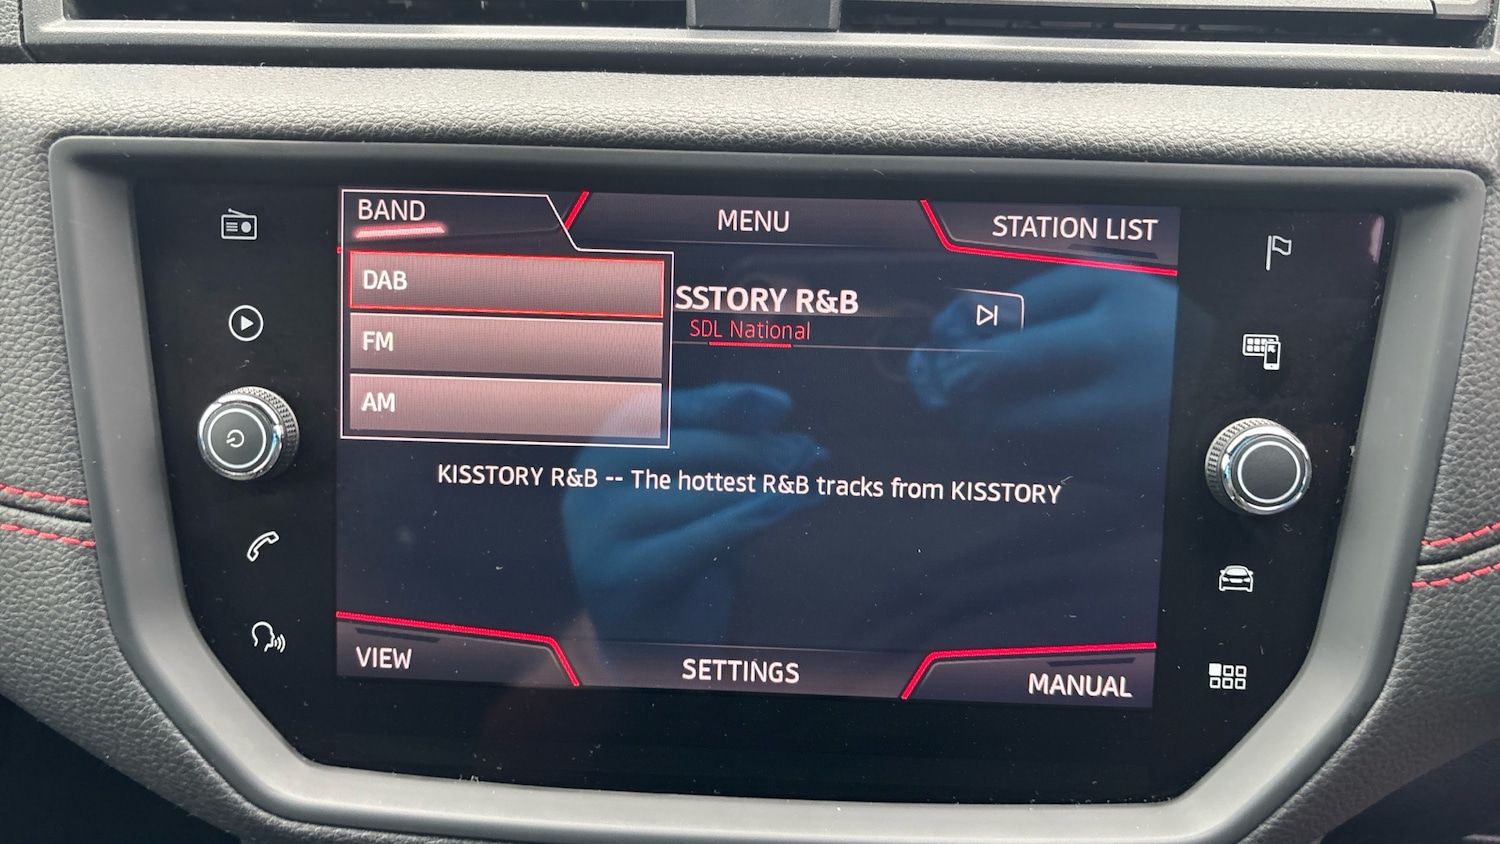 BAND
MENU
STATION LIST
DAB
SSTORY R&B
SDL National
FM
AM
KISSTORY R&B -- The hottest R&B tracks from KISSTORY
VIEW
SETTINGS
MANUAL